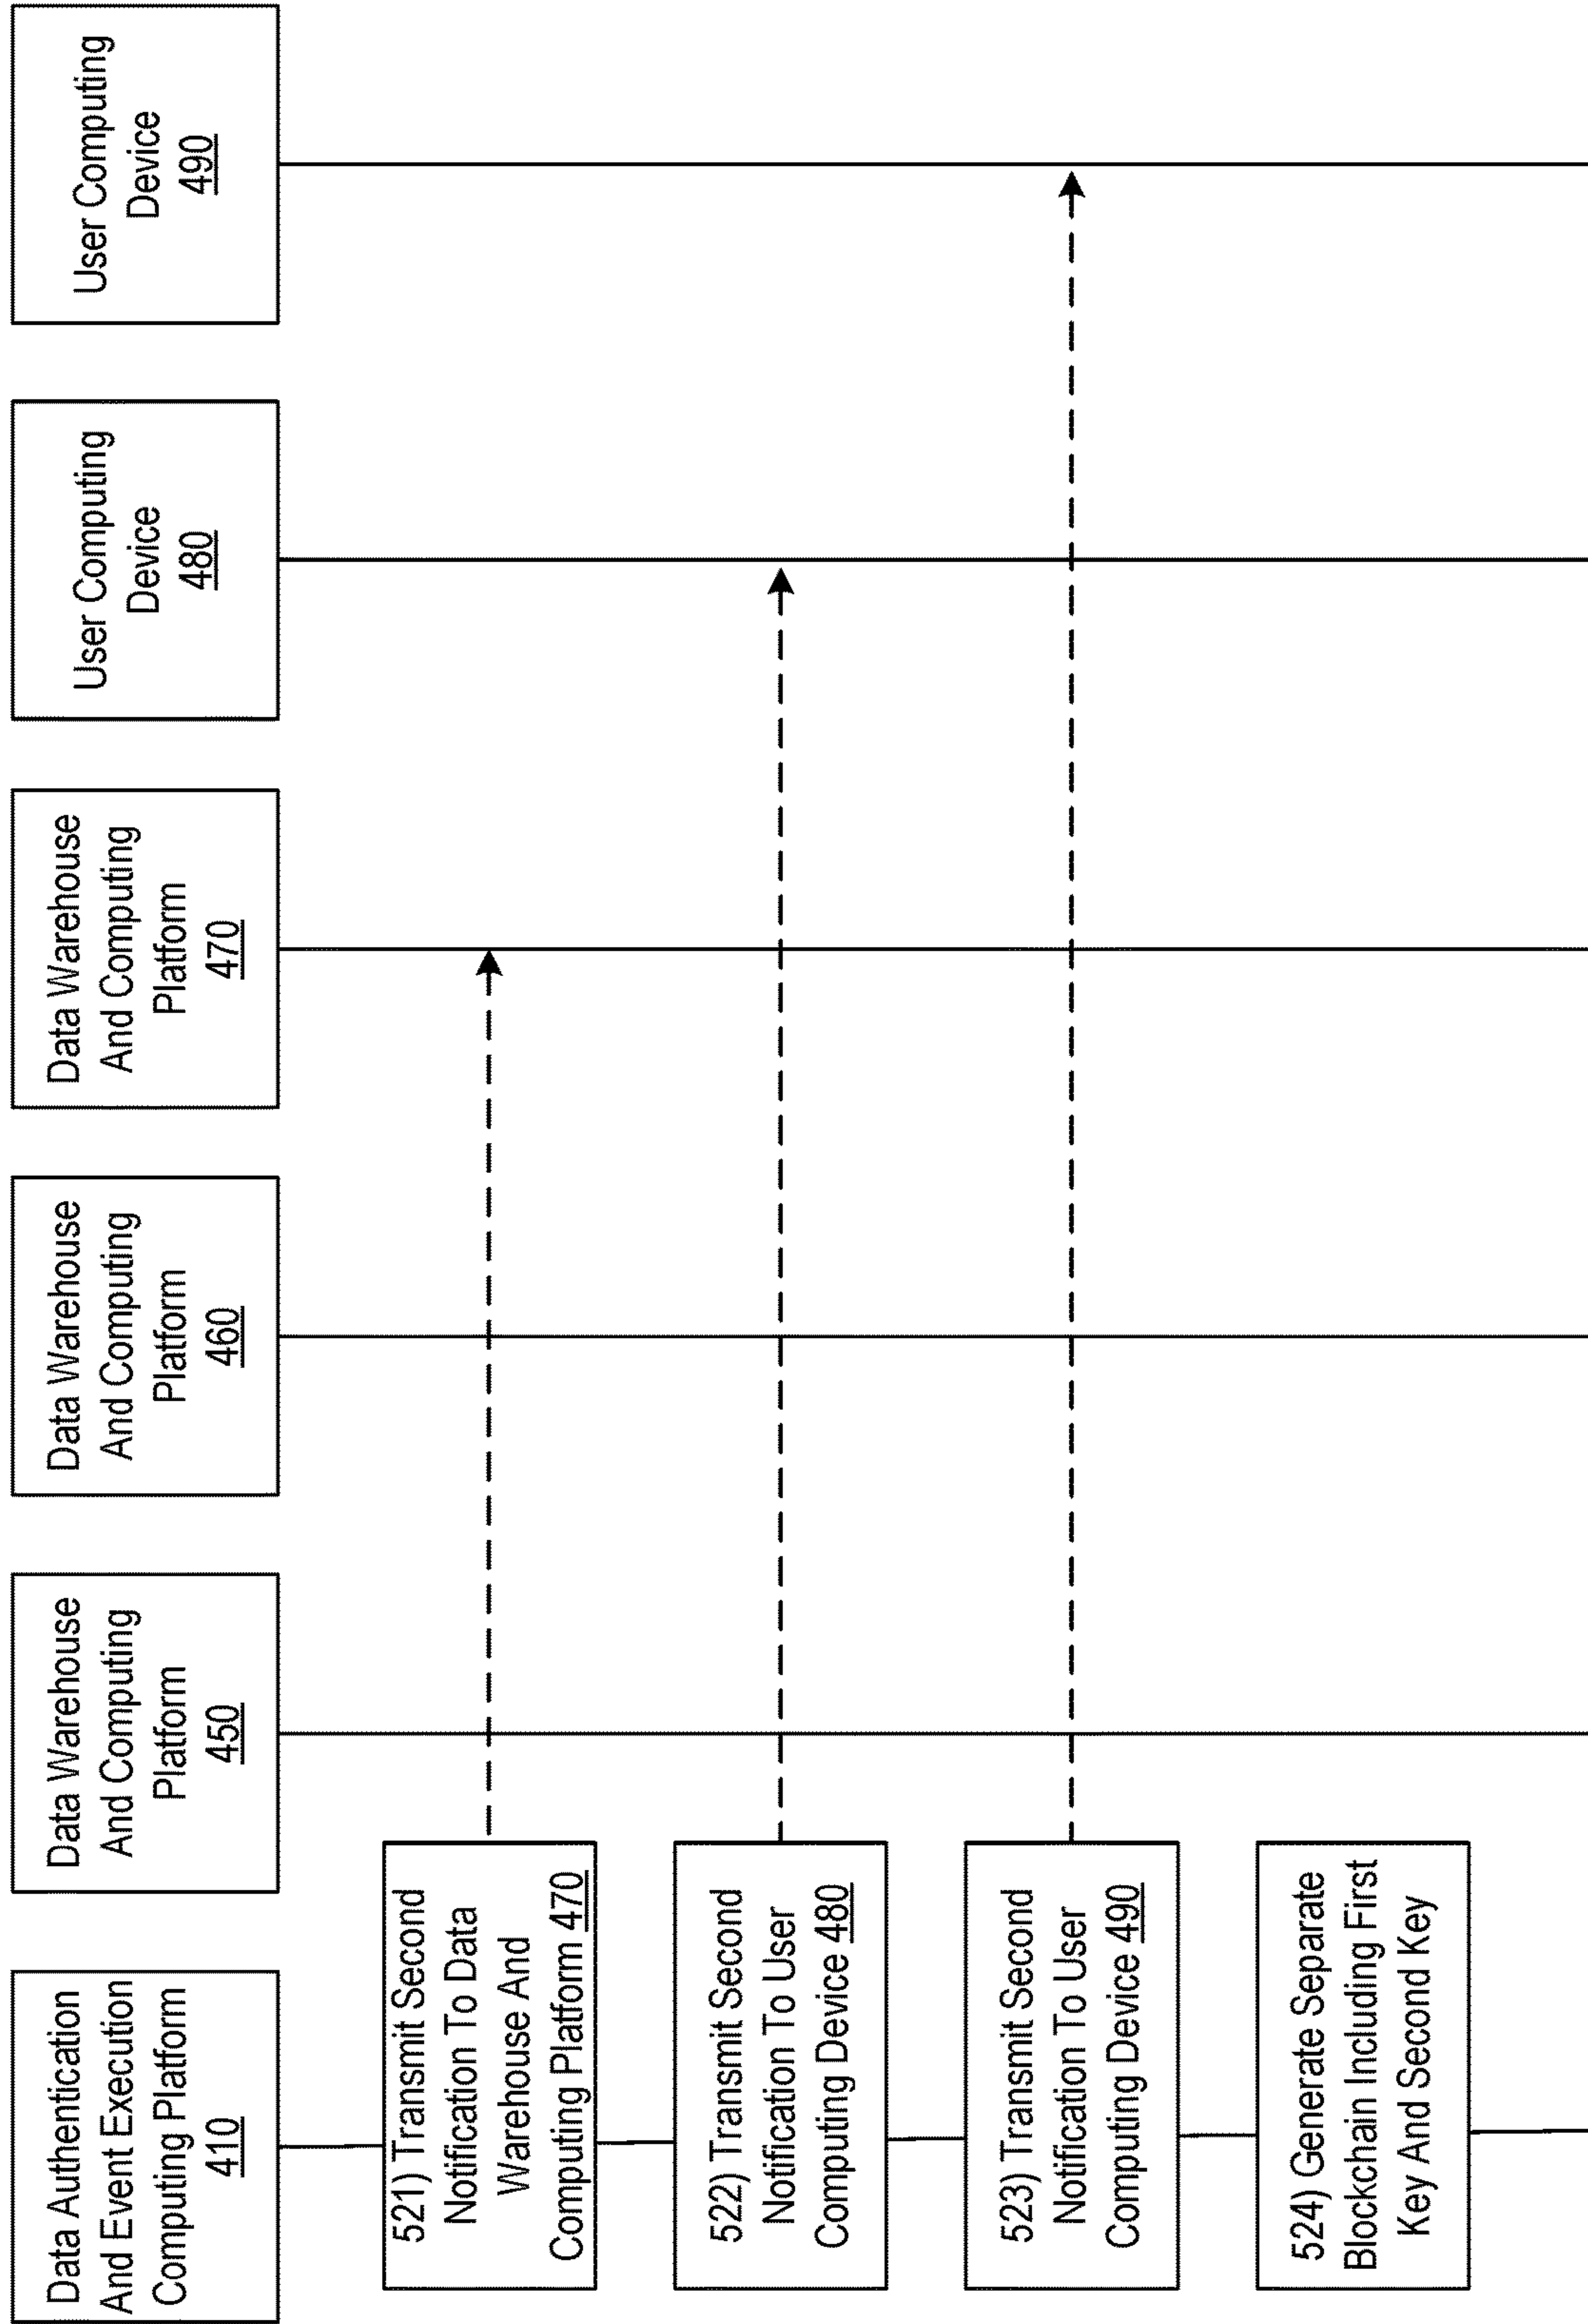 Data Authentication
And Event Execution
Computing Platform
410
Data Warehouse
And Computing
Platform
450
Data Warehouse
And Computing
Platform
460
Data Warehouse
And Computing
Platform
470
User Computing
Device
480
User Computing
Device
490
521) Transmit Second
Notification To Data
Warehouse And
Computing Platform 470
522) Transmit Second
Notification To User
Computing Device 480
523) Transmit Second
Notification To User
Computing Device 490
524) Generate Separate
Blockchain Including First
Key And Second Key